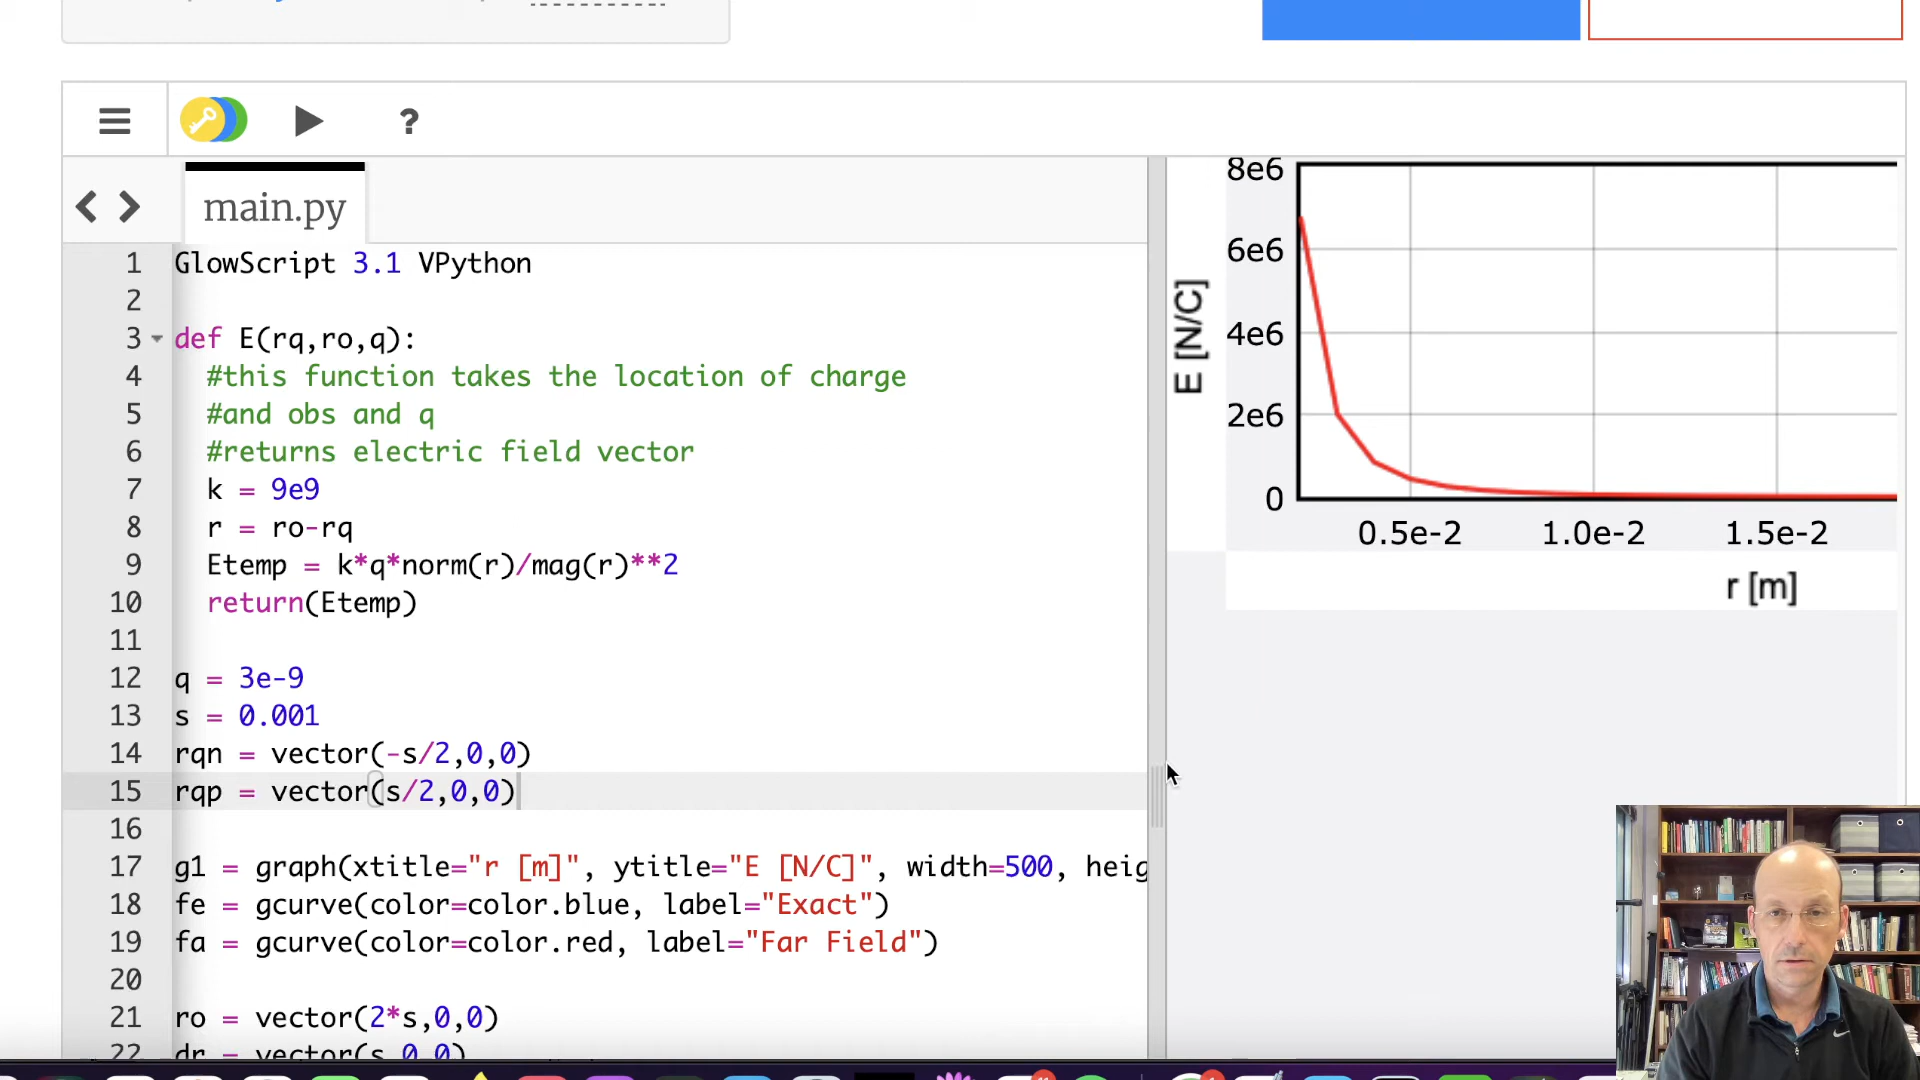 ?
main.py
1 GlowScript 3.1 VPython
2
3 def E(rq,ro,q):
4 #this function takes the location of charge
5 #and obs and q
6 #returns electric field vector
7 k = 9e9
8 r = ro-rq
9 Etemp = k*q*norm(r)/mag(r)**2
10 return(Etemp)
11
12 q = 3e-9
13 s = 0.001
14 rqn = vector(-s/2,0,0)
15 rqp = vector(s/2,0,0)
16
17 g1 = graph(xtitle="r [m]", ytitle="E [N/C]", width=500, heig
18 fe = gcurve(color=color.blue, label="Exact")
19 fa = gcurve(color=color.red, label="Far Field")
20
21 ro = vector(2*s,0,0)
22 dr = vector(s,0,0)
8e6
6e6
4e6
2e6
0
E [N/C]
0.5e-2 1.0e-2 1.5e-2
r [m]